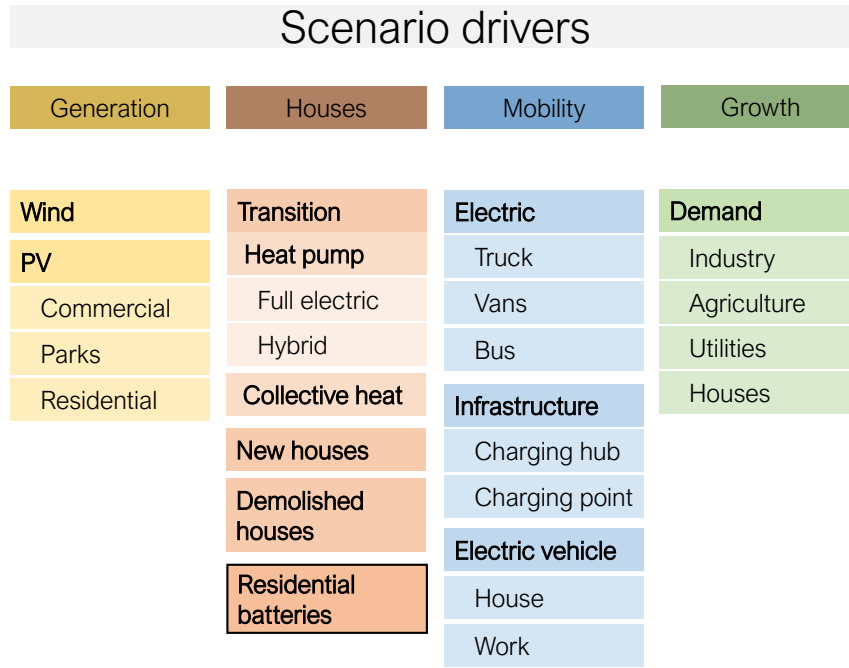 Scenario drivers
Generation
Houses
Mobility
Growth
Wind
PV
Commercial
Parks
Residential
Transition
Heat pump
Full electric
Hybrid
Collective heat
New houses
Demolished
houses
Residential
batteries
Electric
Truck
Vans
Bus
Infrastructure
Charging hub
Charging point
Electric vehicle
House
Work
Demand
Industry
Agriculture
Utilities
Houses